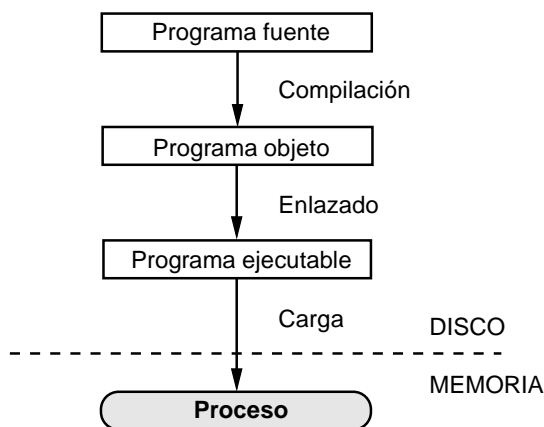 Programa fuente
Compilación
Programa objeto
Enlazado
Programa ejecutable
Carga
DISCO
MEMORIA
Proceso